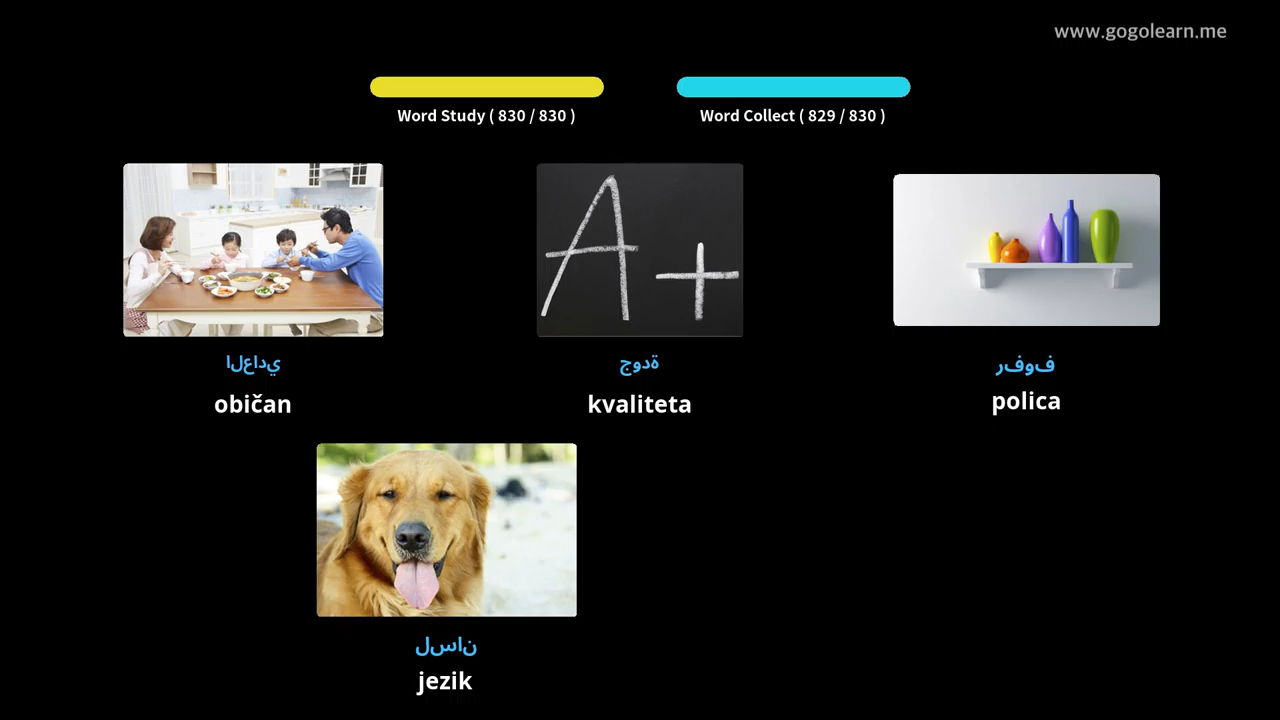 www.gogolearn.me
Word Study ( 830 / 830 )
Word Collect ( 829 / 830 )
العادي
običan
جودة
kvaliteta
رفوف
polica
لسان
jezik